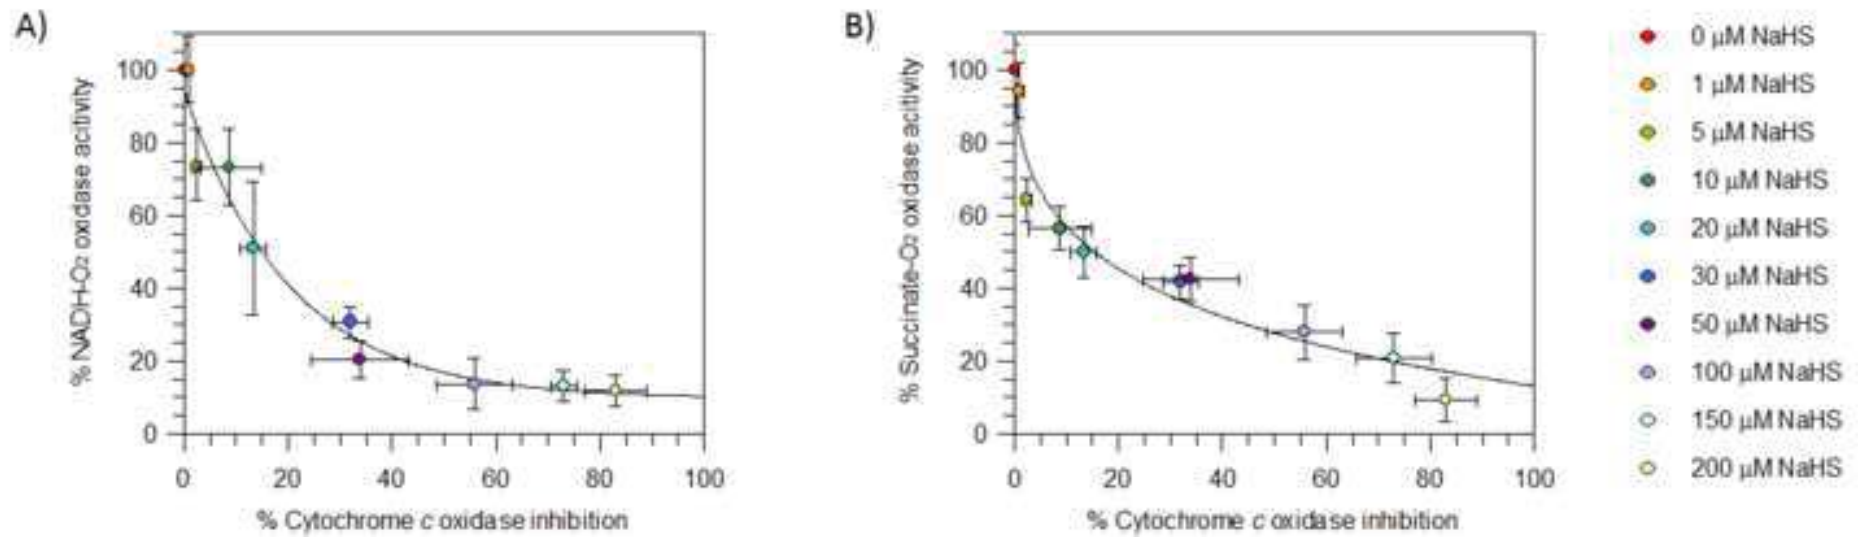 A)
% NADH-O2 oxidase acitivity
100
80
60
40
20
0
0 20 40 60 80 100
% Cytochrome c oxidase inhibition
B)
% Succinate-O2 oxidase acitivity
100
80
60
40
20
0
0 20 40 60 80 100
% Cytochrome c oxidase inhibition
0 µM NaHS
1 µM NaHS
5 µM NaHS
10 µM NaHS
20 µM NaHS
30 µM NaHS
50 µM NaHS
100 µM NaHS
150 µM NaHS
200 µM NaHS